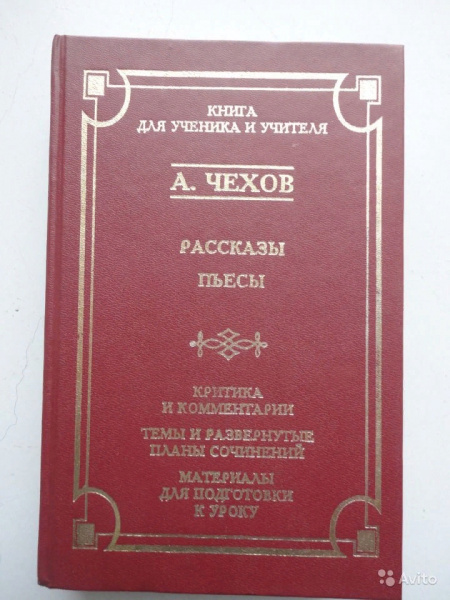 КНИГА
ДЛЯ УЧЕНИКА И УЧИТЕЛЯ
А. ЧЕХОВ
РАССКАЗЫ
ПЬЕСЫ
КРИТИКА
И КОММЕНТАРИИ
ТЕМЫ И РАЗВЕРНУТЫЕ
ПЛАНЫ СОЧИНЕНИЙ
МАТЕРИАЛЫ
ДЛЯ ПОДГОТОВКИ
К УРОКУ
Avito